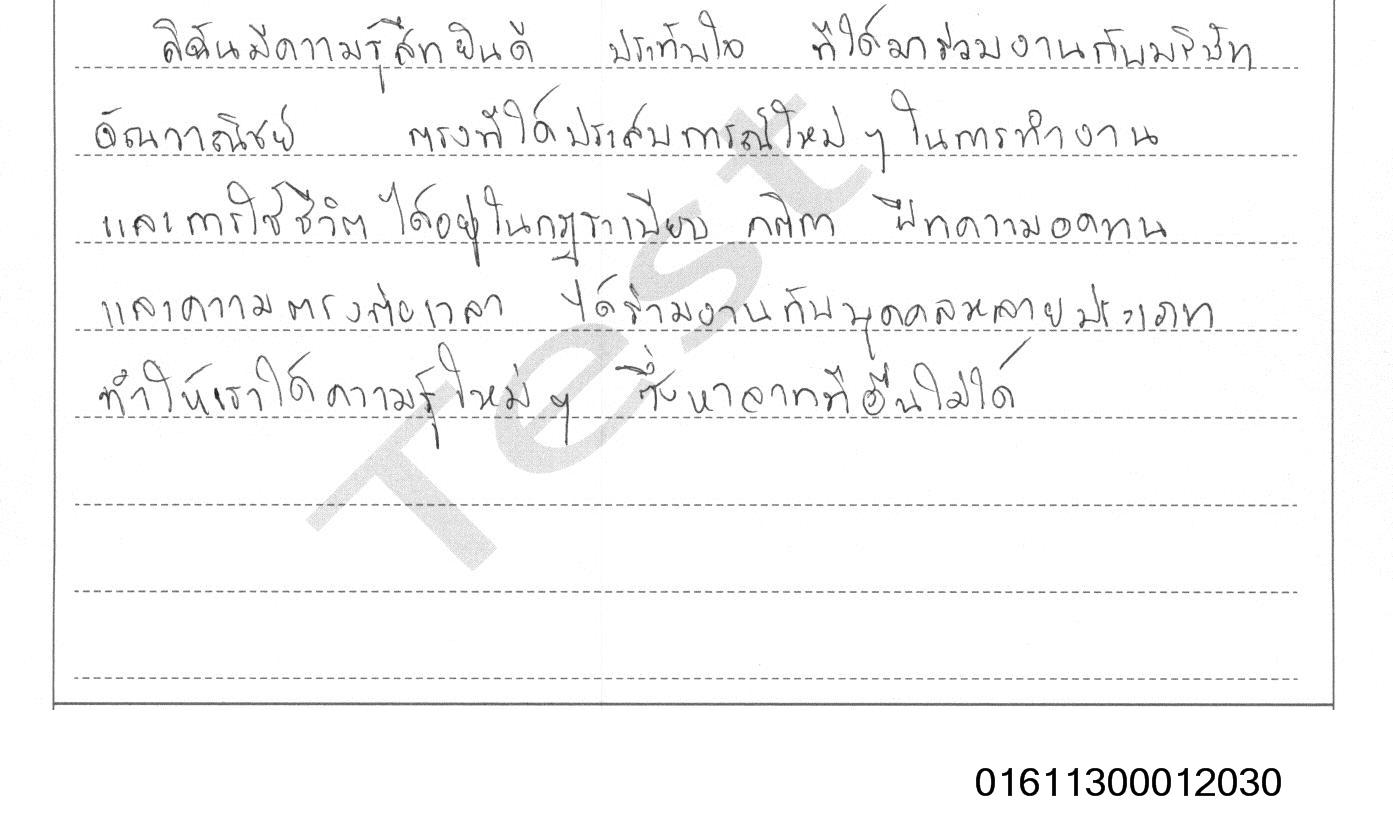 ดิฉันมีความรู้สึกยินดี ประทับใจ ที่ได้มาร่วมงานกับบริษัท
อัณวาณิชย์ ตรงที่ได้ประสบการณ์ใหม่ ๆ ในการทำงาน
และการใช้ชีวิต ได้อยู่ในกฎระเบียบ กติกา ฝึกความอดทน
และความตรงต่อเวลา ได้ร่วมงานกับบุคคลหลายประเภท
ทำให้เราได้ความรู้ใหม่ ๆ ซึ่งหาจากที่อื่นไม่ได้
Test
01611300012030